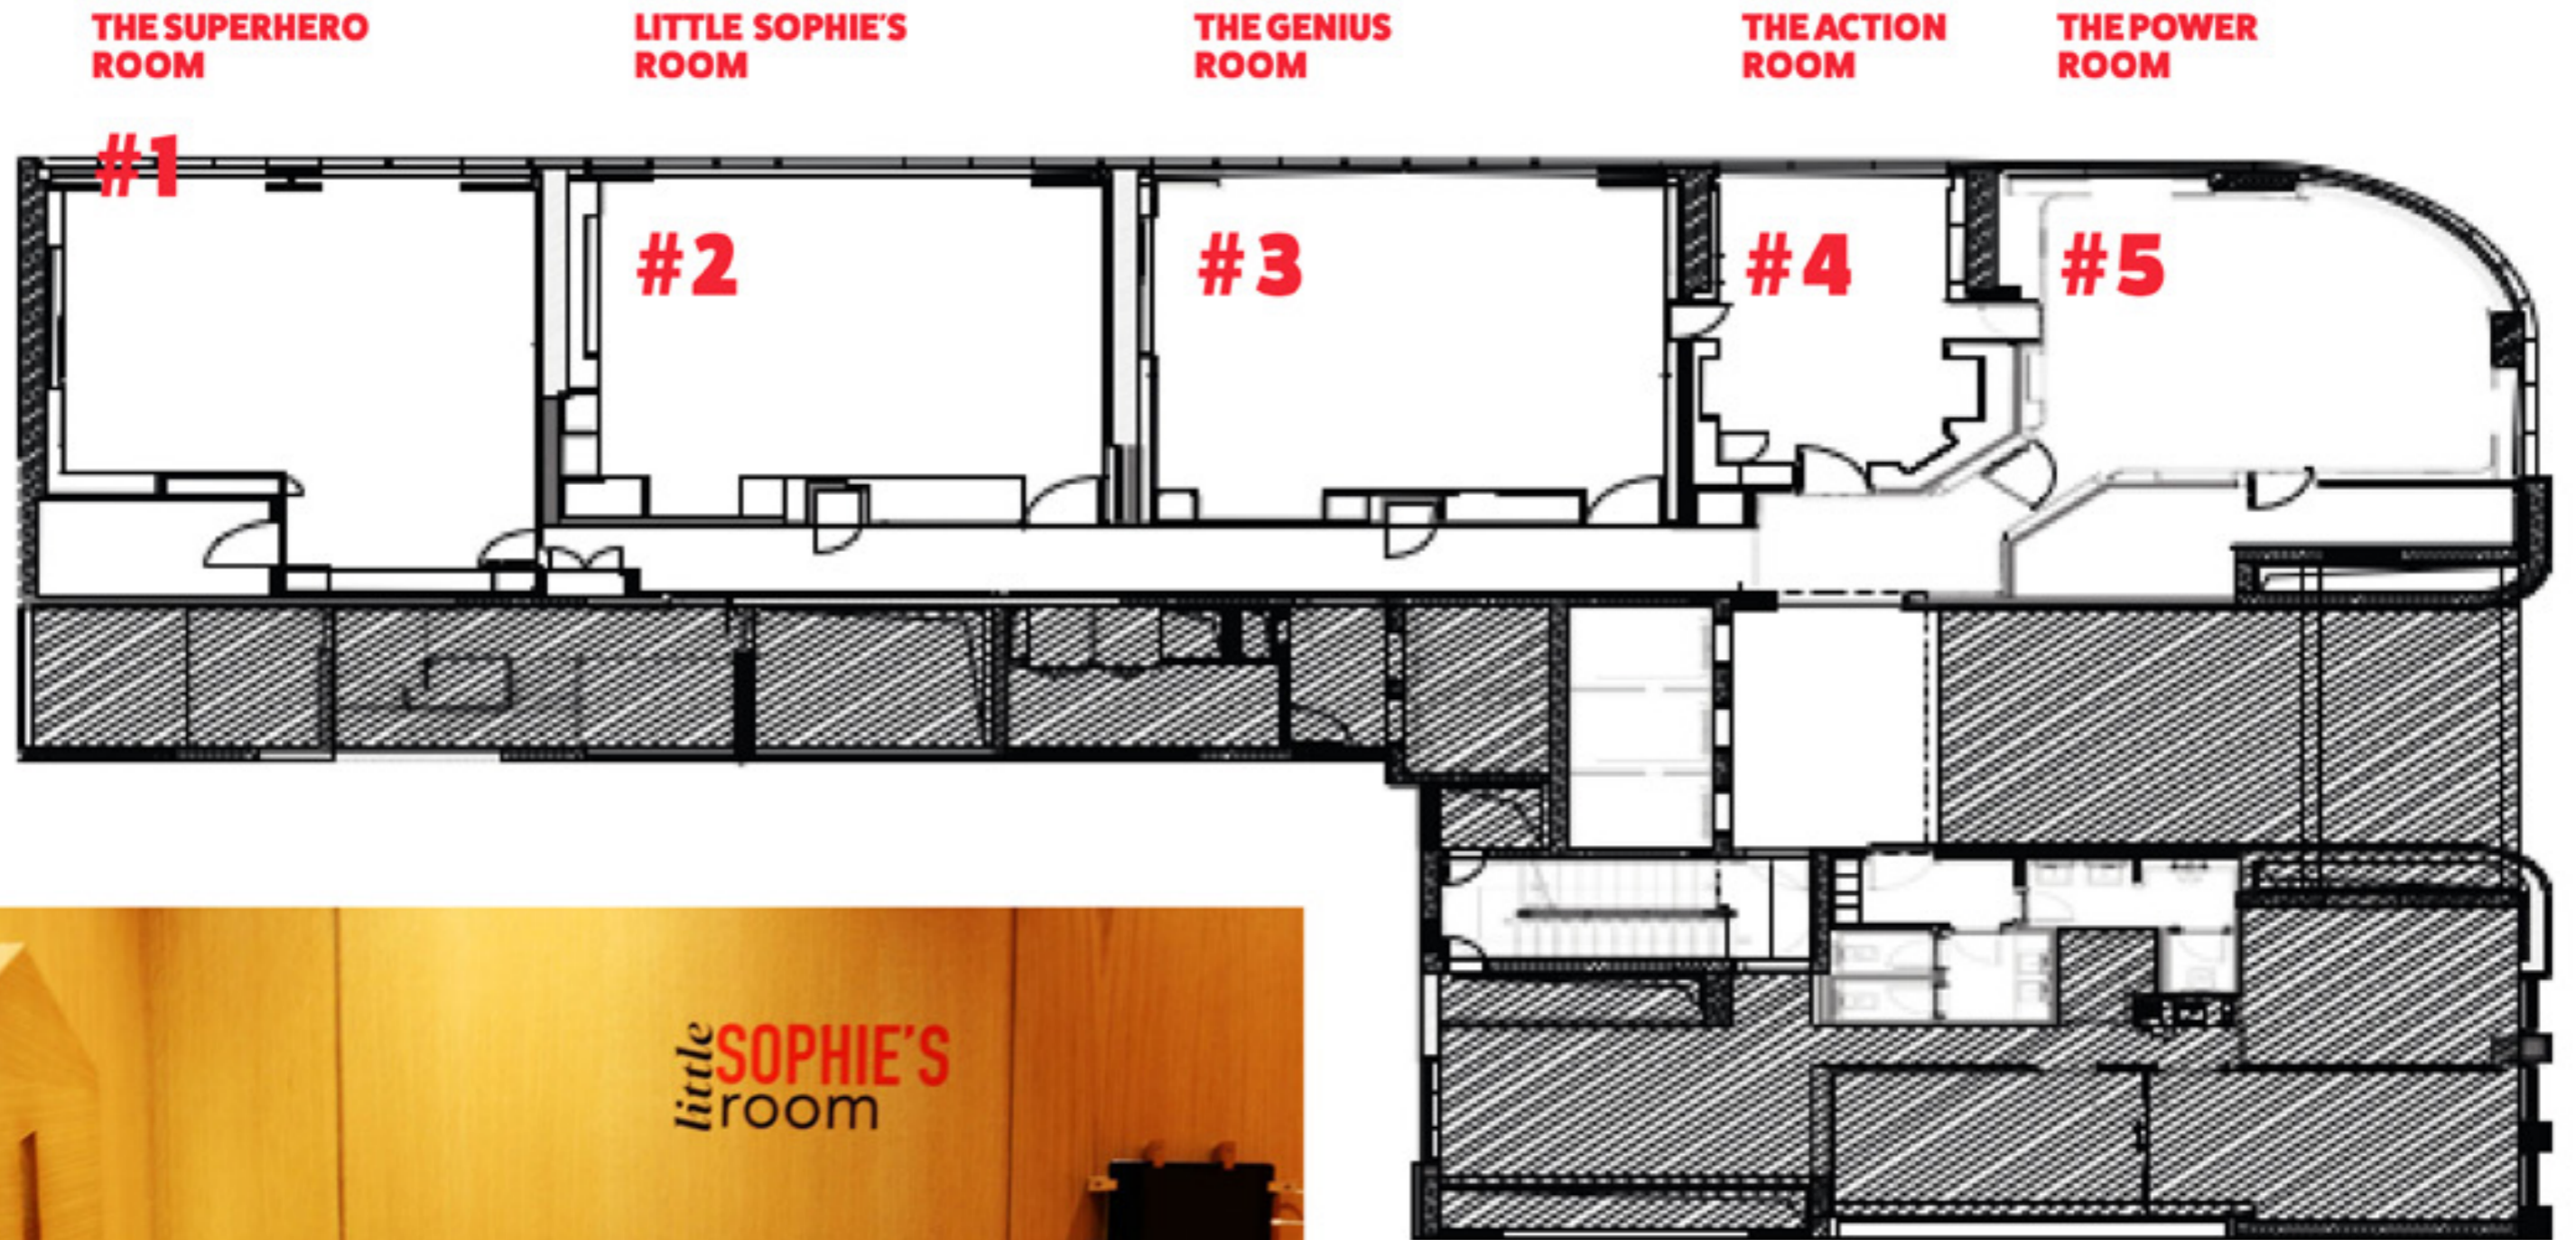 THE SUPERHERO
ROOM
LITTLE SOPHIE'S
ROOM
THE GENIUS
ROOM
THE ACTION
ROOM
THE POWER
ROOM
#1
#2
#3
#4
#5
little
SOPHIE'S
room